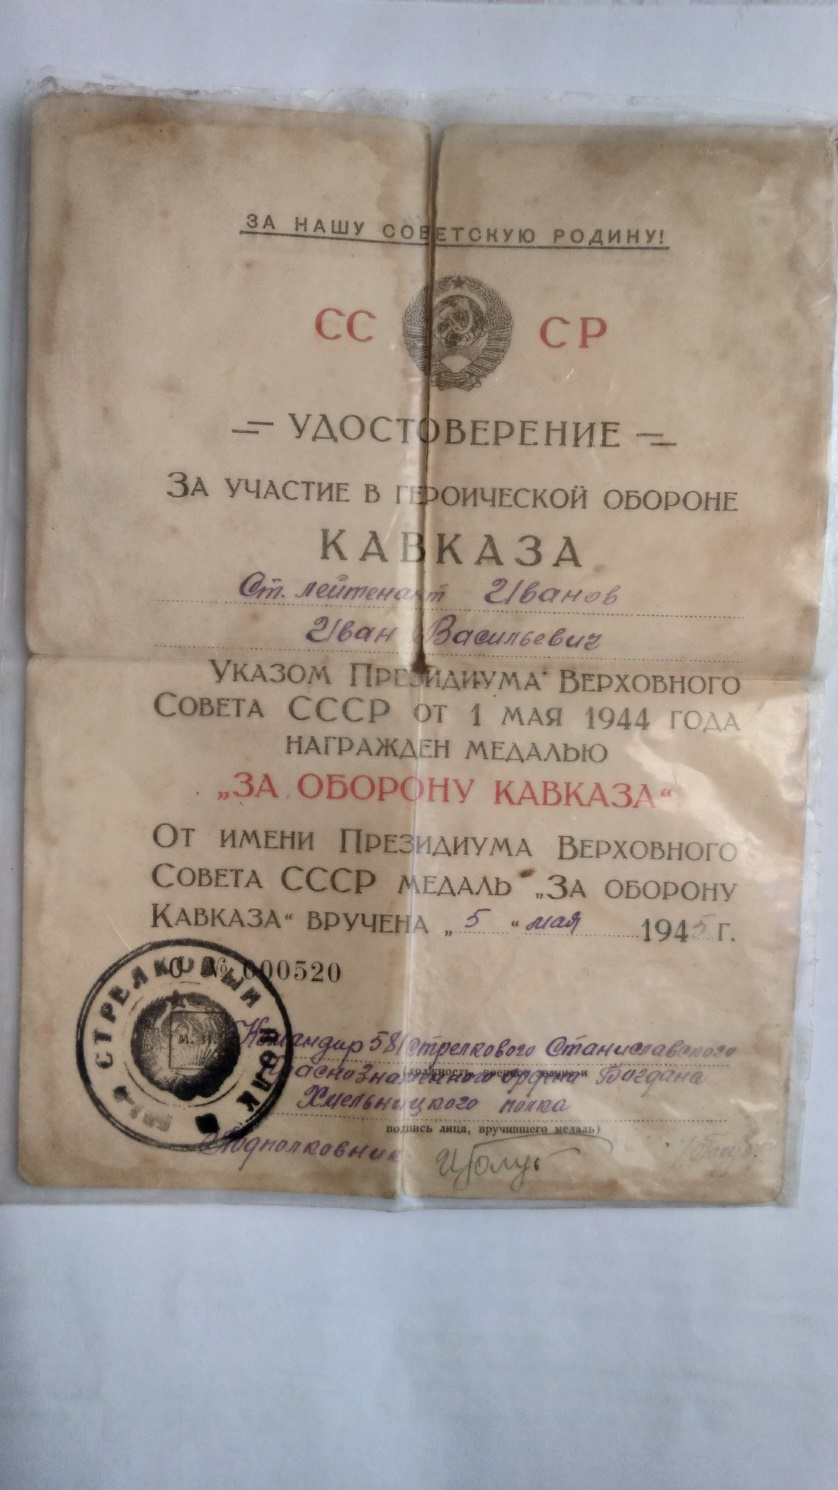 ЗА НАШУ СОВЕТСКУЮ РОДИНУ!
СС СР
УДОСТОВЕРЕНИЕ
ЗА УЧАСТИЕ В ГЕРОИЧЕСКОЙ ОБОРОНЕ
КАВКАЗА
Ст. лейтенант Иванов
Иван Васильевич
УКАЗОМ ПРЕЗИДИУМА ВЕРХОВНОГО
СОВЕТА СССР ОТ 1 МАЯ 1944 ГОДА
НАГРАЖДЕН МЕДАЛЬЮ
„ЗА ОБОРОНУ КАВКАЗА“
ОТ ИМЕНИ ПРЕЗИДИУМА ВЕРХОВНОГО
СОВЕТА СССР МЕДАЛЬ „ЗА ОБОРОНУ
КАВКАЗА“ ВРУЧЕНА „ 5 “ мая 1945 Г.
С № 000520
СТРЕЛКОВЫЙ ПОЛК
Командир 581 стрелкового Станиславского
Краснознаменного ордена Богдана
Хмельницкого полка
подпись лица, вручившего медаль)
Подполковник